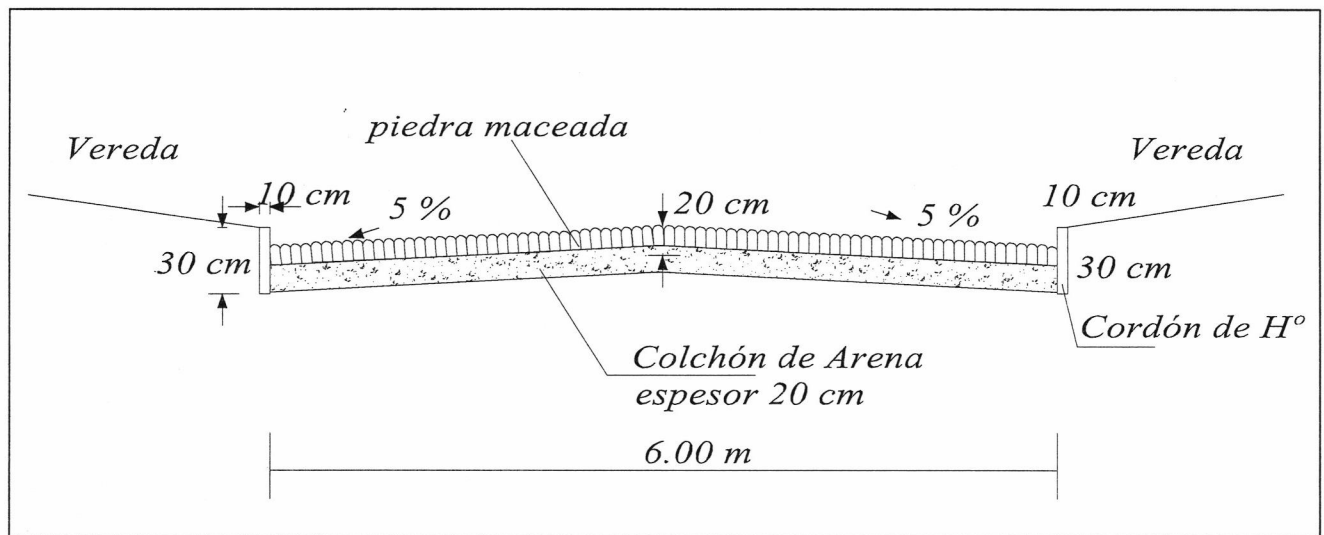 piedra maceada
Vereda
Vereda
10 cm
5 %
20 cm
5 %
10 cm
30 cm
30 cm
Cordón de Hº
Colchón de Arena
espesor 20 cm
6.00 m